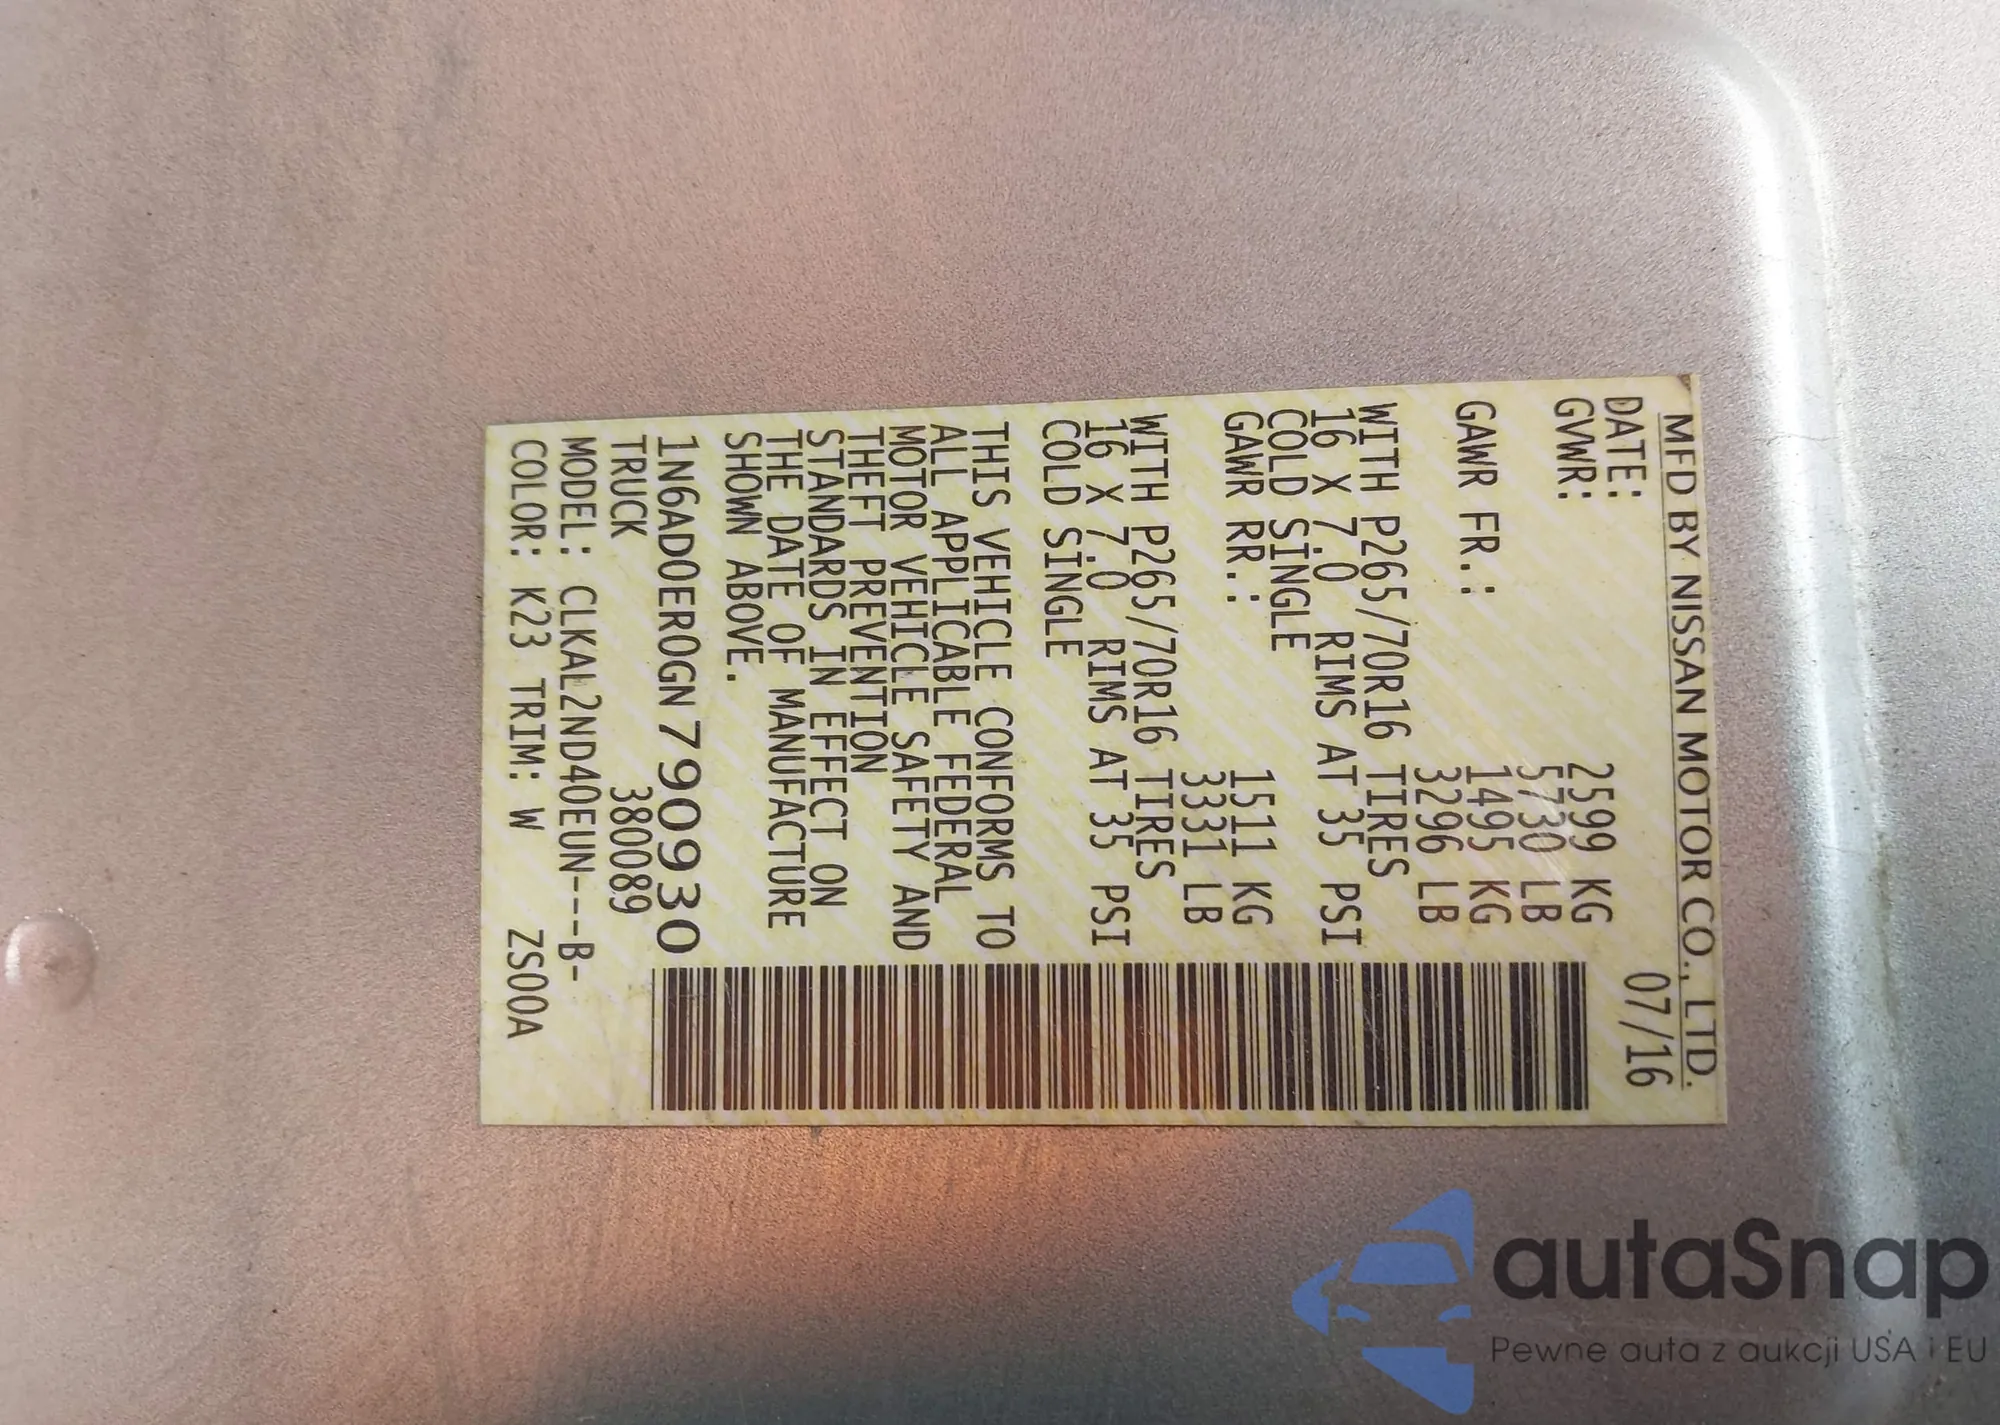 MFD BY NISSAN MOTOR CO., LTD.
DATE: 07/16
GVWR: 2599 KG
5730 LB
GAWR FR.: 1495 KG
3296 LB
WITH P265/70R16 TIRES
16 X 7.0 RIMS AT 35 PSI
COLD SINGLE
GAWR RR.: 1511 KG
3331 LB
WITH P265/70R16 TIRES
16 X 7.0 RIMS AT 35 PSI
COLD SINGLE
THIS VEHICLE CONFORMS TO
ALL APPLICABLE FEDERAL
MOTOR VEHICLE SAFETY AND
THEFT PREVENTION
STANDARDS IN EFFECT ON
THE DATE OF MANUFACTURE
SHOWN ABOVE.
1N6AD0ER0GN790930
TRUCK 3800089
MODEL: CLKAL2ND40EUN---B-
COLOR: K23 TRIM: W ZS00A
autaSnap
Pewne auta z aukcji USA i EU